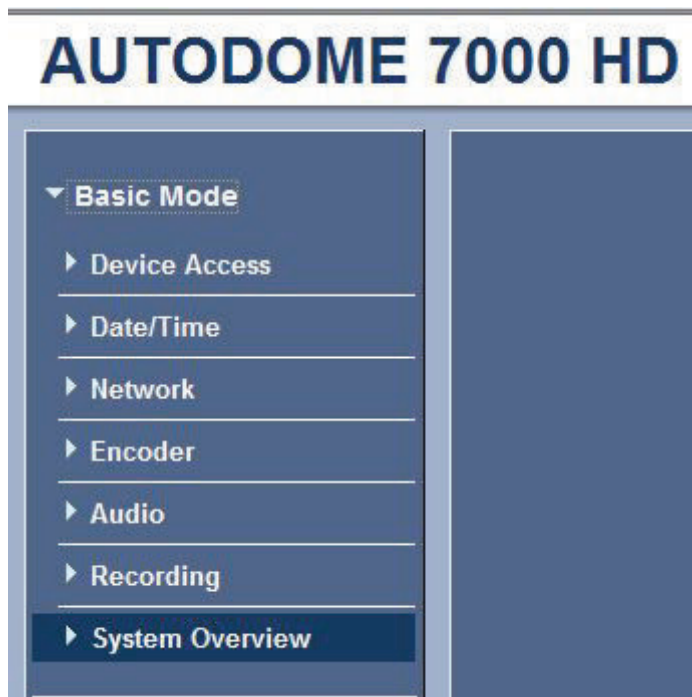 AUTODOME 7000 HD
Basic Mode
Device Access
Date/Time
Network
Encoder
Audio
Recording
System Overview